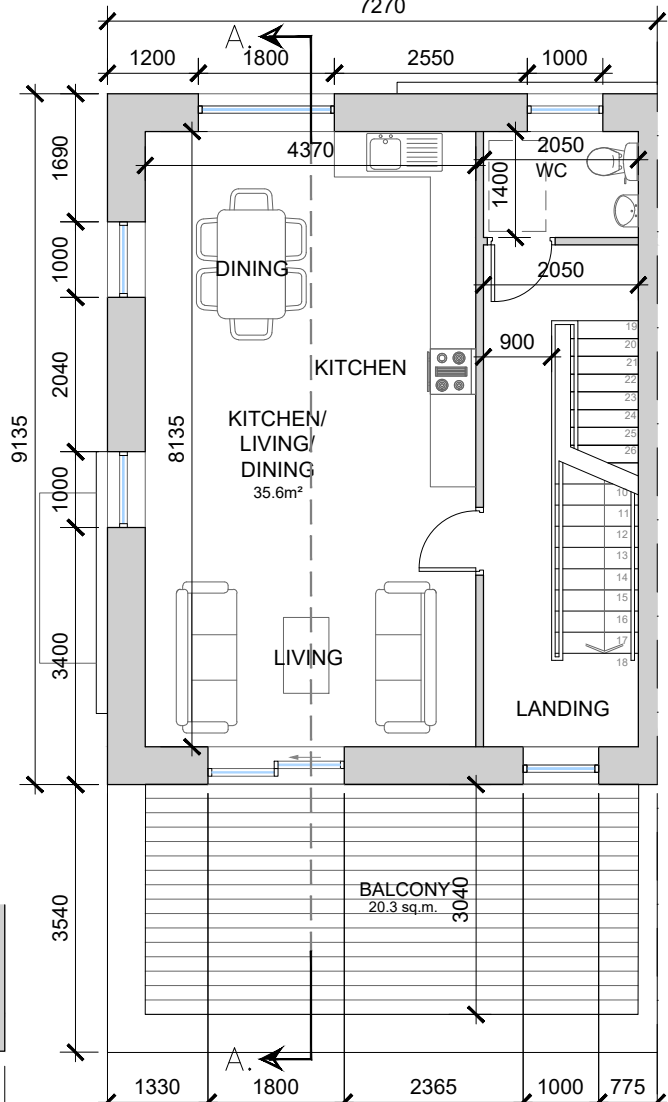 7270
A.
1200 1800 2550 1000
4370 2050
WC
1400
1690
1000
2040
1000
3400
9135
8135
3540
DINING
2050
900
KITCHEN
KITCHEN/
LIVING/
DINING
35.6m²
19
20
21
22
23
24
25
26
10
11
12
13
14
15
16
17
18
LIVING
LANDING
BALCONY
20.3 sq.m.
3040
A.
1330 1800 2365 1000 775